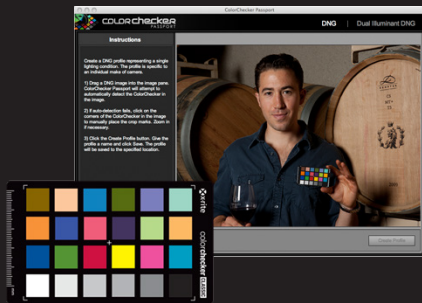 ColorChecker Passport
colorchecker
PASSPORT
DNG | Dual Illuminant DNG
Instructions
Create a DNG profile representing a single
lighting condition. The profile is specific to
an individual make of camera.
1) Drag a DNG image into the image pane.
ColorChecker Passport will attempt to
automatically detect the ColorChecker in
the image.
2) If auto-detection fails, click on the
corners of the ColorChecker in the image
to manually place the crop marks. Zoom in
if necessary.
3) Click the Create Profile button. Give the
profile a name and click Save. The profile
will be saved to the specified location.
Create Profile
x-rite
colorchecker CLASSIC